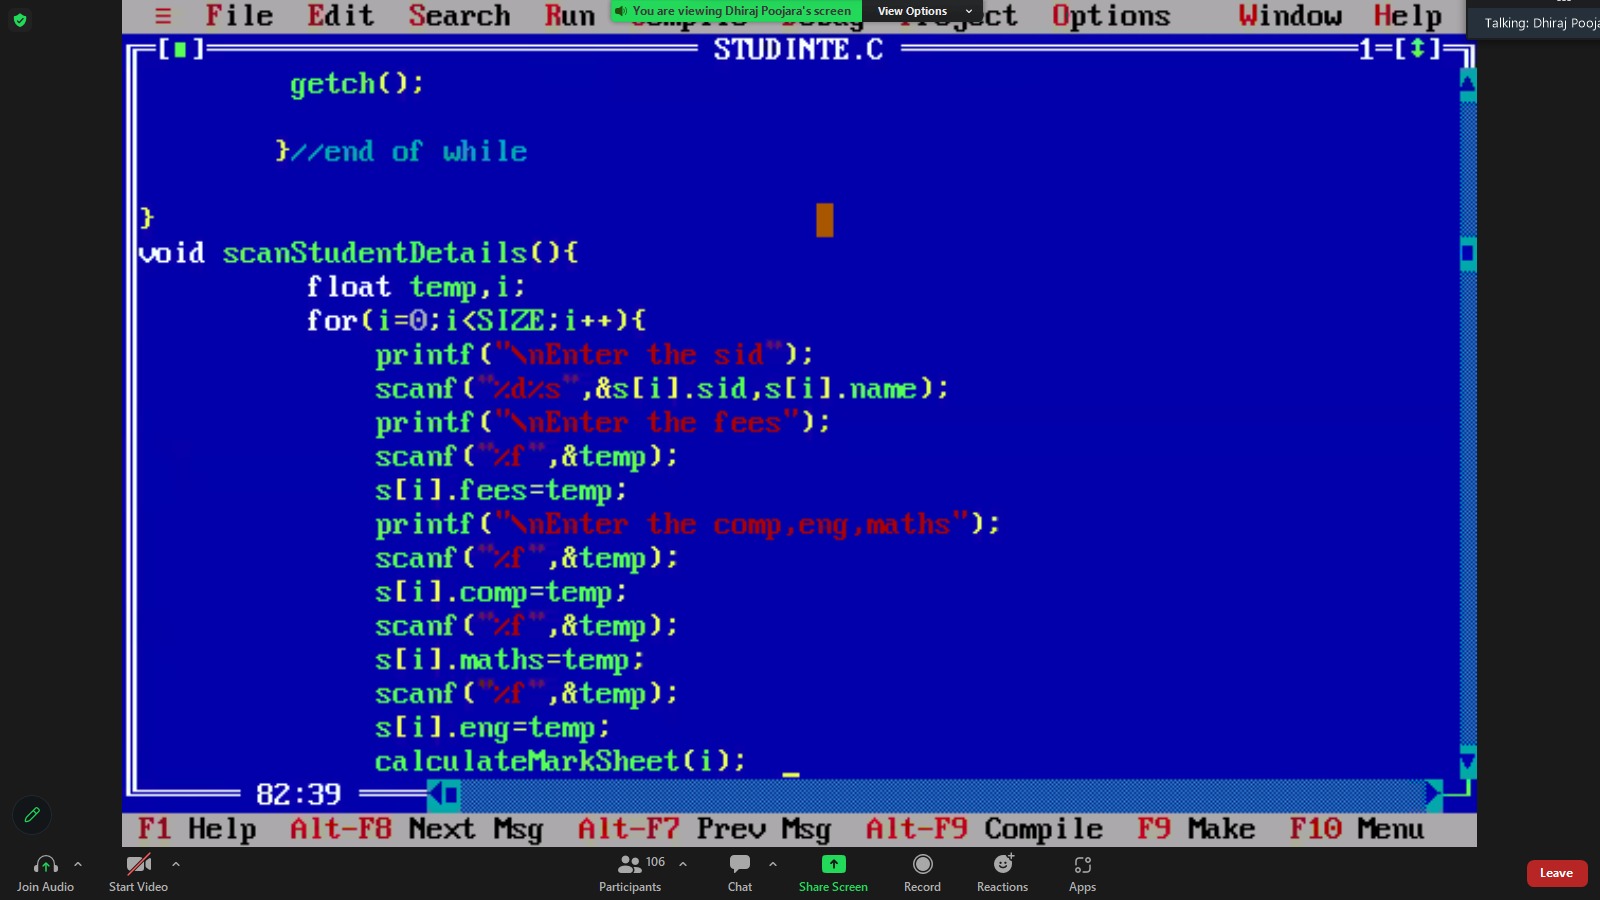 ≡ File Edit Search Run Compile Debug Project Options Window Help
You are viewing Dhiraj Poojara's screen
View Options
Talking: Dhiraj Pooja
[■] STUDINTE.C 1=[↕]
getch();
}//end of while
}
void scanStudentDetails(){
float temp,i;
for(i=0;i<SIZE;i++){
printf("\nEnter the sid");
scanf("%d%s",&s[i].sid,s[i].name);
printf("\nEnter the fees");
scanf("%f",&temp);
s[i].fees=temp;
printf("\nEnter the comp,eng,maths");
scanf("%f",&temp);
s[i].comp=temp;
scanf("%f",&temp);
s[i].maths=temp;
scanf("%f",&temp);
s[i].eng=temp;
calculateMarkSheet(i);
82:39
F1 Help Alt-F8 Next Msg Alt-F7 Prev Msg Alt-F9 Compile F9 Make F10 Menu
Join Audio Start Video Participants 106 Chat Share Screen Record Reactions Apps Leave